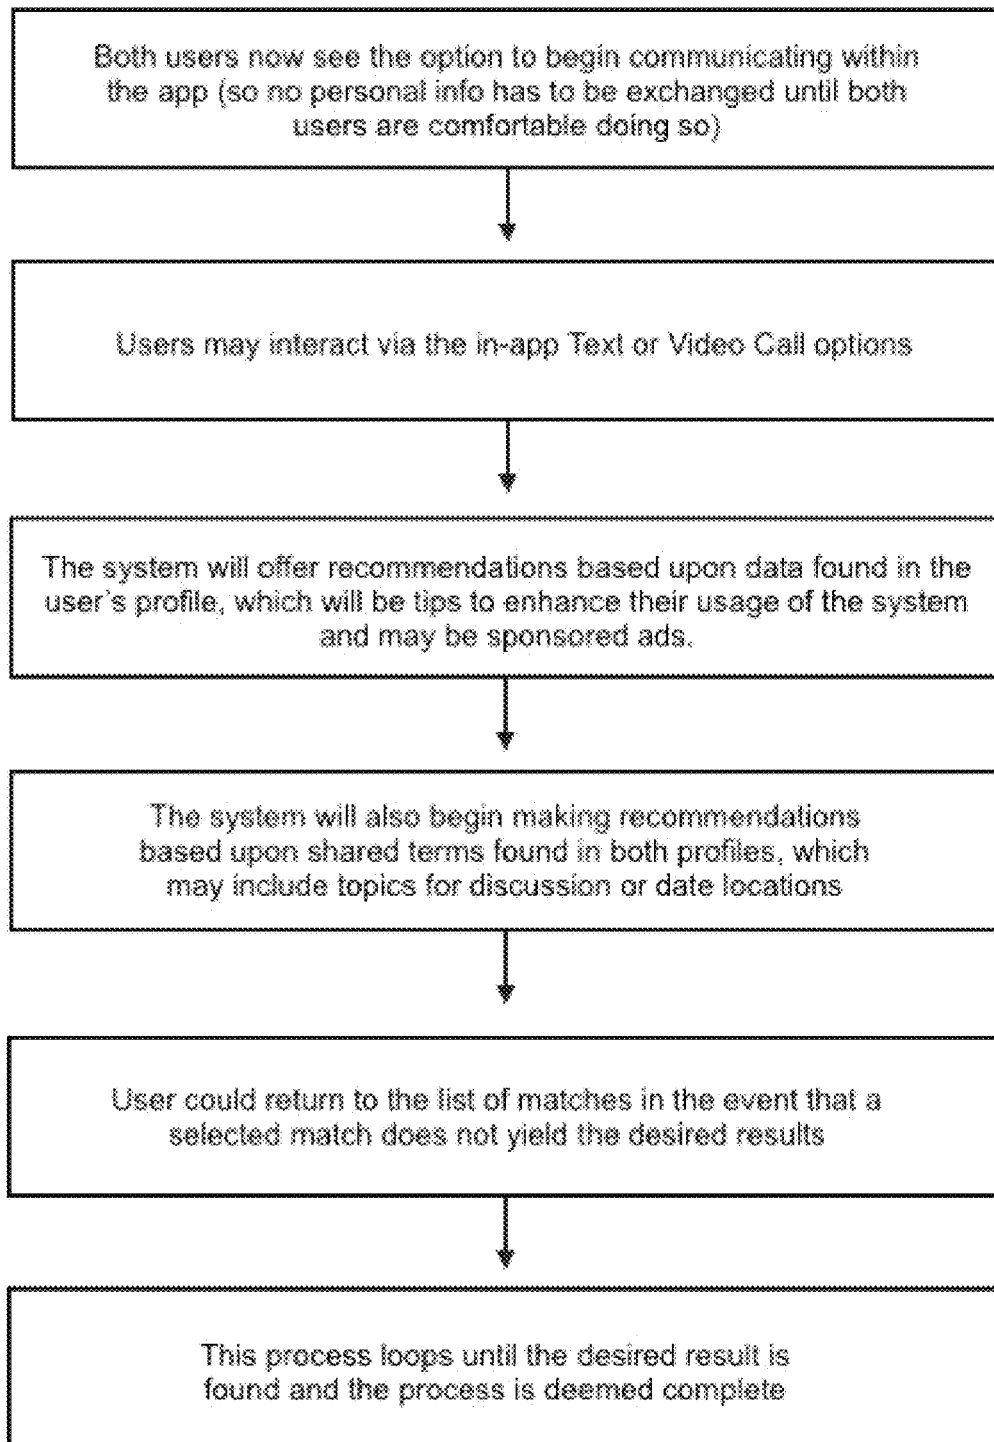 Both users now see the option to begin communicating within
the app (so no personal info has to be exchanged until both
users are comfortable doing so)
Users may interact via the in-app Text or Video Call options
The system will offer recommendations based upon data found in the
user's profile, which will be tips to enhance their usage of the system
and may be sponsored ads.
The system will also begin making recommendations
based upon shared terms found in both profiles, which
may include topics for discussion or date locations
User could return to the list of matches in the event that a
selected match does not yield the desired results
This process loops until the desired result is
found and the process is deemed complete